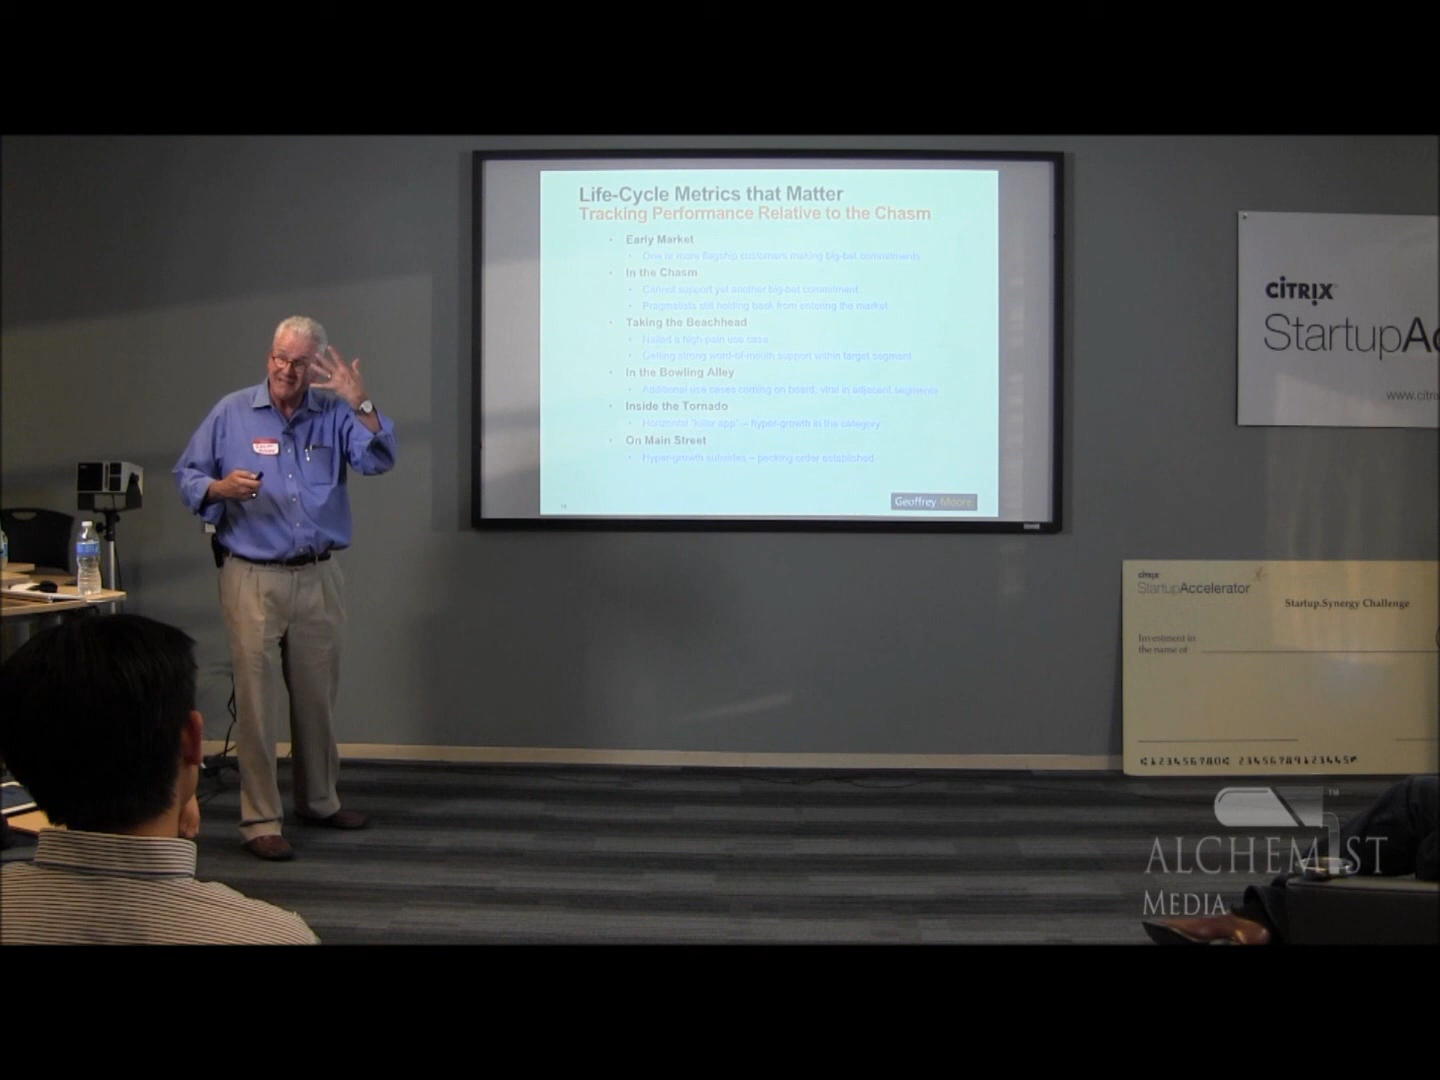 Life-Cycle Metrics that Matter
Tracking Performance Relative to the Chasm
• Early Market
• One or more flagship customers making big-bet commitments
• In the Chasm
• Cannot support yet another big-bet commitment
• Pragmatists still holding back from entering the market
• Taking the Beachhead
• Nailed a high-pain use case
• Getting strong word-of-mouth support within target segment
• In the Bowling Alley
• Additional use cases coming on board, viral in adjacent segments
• Inside the Tornado
• Horizontal "killer app" – hyper-growth in the category
• On Main Street
• Hyper-growth subsides – pecking order established
Geoffrey Moore
CİTRIX
StartupAc
www.citri
citrix
StartupAccelerator
Startup.Synergy Challenge
Investment in
the name of
ALCHEMIST
MEDIA
TM